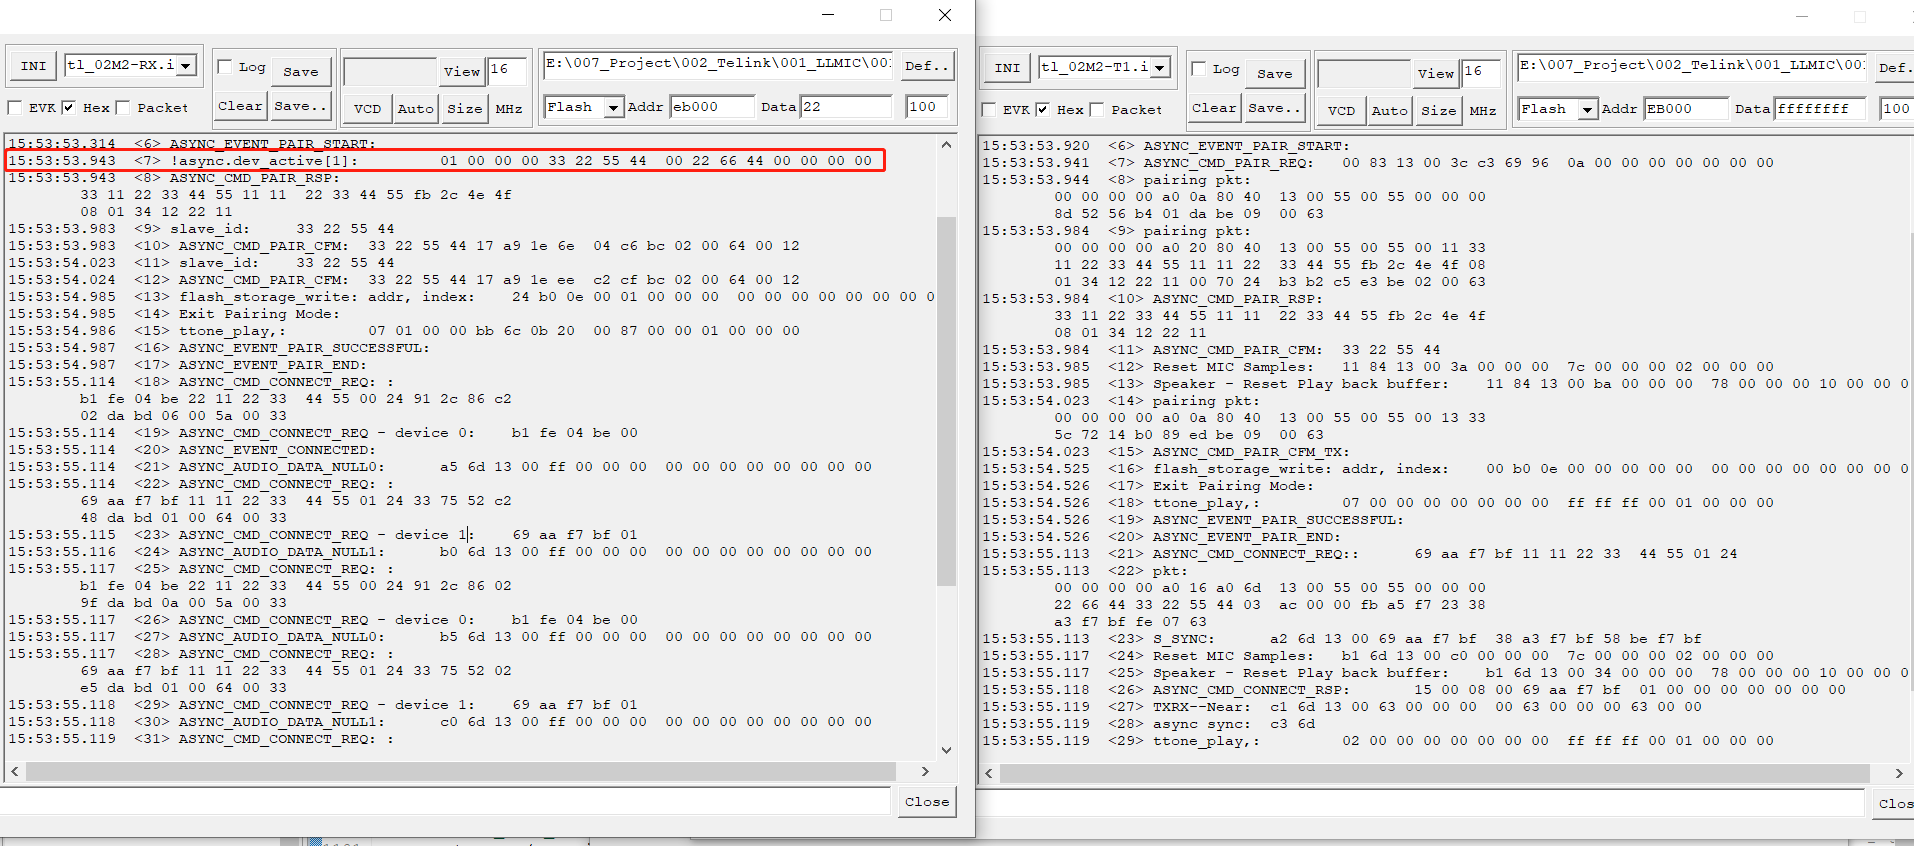 INI
tl_02M2-RX.i
Log
Save
View
16
E:\007_Project\002_Telink\001_LLMIC\00
Def..
EVK
Hex
Packet
Clear
Save..
VCD
Auto
Size
MHz
Flash
Addr
eb000
Data
22
100
15:53:53.314 <6> ASYNC_EVENT_PAIR_START:
15:53:53.943 <7> !async.dev_active[1]: 01 00 00 00 33 22 55 44 00 22 66 44 00 00 00 00
15:53:53.943 <8> ASYNC_CMD_PAIR_RSP:
33 11 22 33 44 55 11 11 22 33 44 55 fb 2c 4e 4f
08 01 34 12 22 11
15:53:53.983 <9> slave_id: 33 22 55 44
15:53:53.983 <10> ASYNC_CMD_PAIR_CFM: 33 22 55 44 17 a9 1e 6e 04 c6 bc 02 00 64 00 12
15:53:54.023 <11> slave_id: 33 22 55 44
15:53:54.024 <12> ASYNC_CMD_PAIR_CFM: 33 22 55 44 17 a9 1e ee c2 cf bc 02 00 64 00 12
15:53:54.985 <13> flash_storage_write: addr, index: 24 b0 0e 00 01 00 00 00 00 00 00 00 00 00 00 0
15:53:54.985 <14> Exit Pairing Mode:
15:53:54.986 <15> ttone_play,: 07 01 00 00 bb 6c 0b 20 00 87 00 00 01 00 00 00
15:53:54.987 <16> ASYNC_EVENT_PAIR_SUCCESSFUL:
15:53:54.987 <17> ASYNC_EVENT_PAIR_END:
15:53:55.114 <18> ASYNC_CMD_CONNECT_REQ: :
b1 fe 04 be 22 11 22 33 44 55 00 24 91 2c 86 c2
02 da bd 06 00 5a 00 33
15:53:55.114 <19> ASYNC_CMD_CONNECT_REQ - device 0: b1 fe 04 be 00
15:53:55.114 <20> ASYNC_EVENT_CONNECTED:
15:53:55.114 <21> ASYNC_AUDIO_DATA_NULL0: a5 6d 13 00 ff 00 00 00 00 00 00 00 00 00 00 00
15:53:55.114 <22> ASYNC_CMD_CONNECT_REQ: :
69 aa f7 bf 11 11 22 33 44 55 01 24 33 75 52 c2
48 da bd 01 00 64 00 33
15:53:55.115 <23> ASYNC_CMD_CONNECT_REQ - device 1: 69 aa f7 bf 01
15:53:55.116 <24> ASYNC_AUDIO_DATA_NULL1: b0 6d 13 00 ff 00 00 00 00 00 00 00 00 00 00 00
15:53:55.117 <25> ASYNC_CMD_CONNECT_REQ: :
b1 fe 04 be 22 11 22 33 44 55 00 24 91 2c 86 02
9f da bd 0a 00 5a 00 33
15:53:55.117 <26> ASYNC_CMD_CONNECT_REQ - device 0: b1 fe 04 be 00
15:53:55.117 <27> ASYNC_AUDIO_DATA_NULL0: b5 6d 13 00 ff 00 00 00 00 00 00 00 00 00 00 00
15:53:55.117 <28> ASYNC_CMD_CONNECT_REQ: :
69 aa f7 bf 11 11 22 33 44 55 01 24 33 75 52 02
e5 da bd 01 00 64 00 33
15:53:55.118 <29> ASYNC_CMD_CONNECT_REQ - device 1: 69 aa f7 bf 01
15:53:55.118 <30> ASYNC_AUDIO_DATA_NULL1: c0 6d 13 00 ff 00 00 00 00 00 00 00 00 00 00 00
15:53:55.119 <31> ASYNC_CMD_CONNECT_REQ: :
Close
INI
tl_02M2-T1.i
Log
Save
View
16
E:\007_Project\002_Telink\001_LLMIC\00
Def.
EVK
Hex
Packet
Clear
Save..
VCD
Auto
Size
MHz
Flash
Addr
EB000
Data
ffffffff
100
15:53:53.920 <6> ASYNC_EVENT_PAIR_START:
15:53:53.941 <7> ASYNC_CMD_PAIR_REQ: 00 83 13 00 3c c3 69 96 0a 00 00 00 00 00 00 00
15:53:53.944 <8> pairing pkt:
00 00 00 00 a0 0a 80 40 13 00 55 00 55 00 00 00
8d 52 56 b4 01 da be 09 00 63
15:53:53.984 <9> pairing pkt:
00 00 00 00 a0 20 80 40 13 00 55 00 55 00 11 33
11 22 33 44 55 11 11 22 33 44 55 fb 2c 4e 4f 08
01 34 12 22 11 00 70 24 b3 b2 c5 e3 be 02 00 63
15:53:53.984 <10> ASYNC_CMD_PAIR_RSP:
33 11 22 33 44 55 11 11 22 33 44 55 fb 2c 4e 4f
08 01 34 12 22 11
15:53:53.984 <11> ASYNC_CMD_PAIR_CFM: 33 22 55 44
15:53:53.985 <12> Reset MIC Samples: 11 84 13 00 3a 00 00 00 7c 00 00 00 02 00 00 00
15:53:53.985 <13> Speaker - Reset Play back buffer: 11 84 13 00 ba 00 00 00 78 00 00 00 10 00 00 0
15:53:54.023 <14> pairing pkt:
00 00 00 00 a0 0a 80 40 13 00 55 00 55 00 13 33
5c 72 14 b0 89 ed be 09 00 63
15:53:54.023 <15> ASYNC_CMD_PAIR_CFM_TX:
15:53:54.525 <16> flash_storage_write: addr, index: 00 b0 0e 00 00 00 00 00 00 00 00 00 00 00 00 0
15:53:54.526 <17> Exit Pairing Mode:
15:53:54.526 <18> ttone_play,: 07 00 00 00 00 00 00 00 ff ff ff 00 01 00 00 00
15:53:54.526 <19> ASYNC_EVENT_PAIR_SUCCESSFUL:
15:53:54.526 <20> ASYNC_EVENT_PAIR_END:
15:53:55.113 <21> ASYNC_CMD_CONNECT_REQ:: 69 aa f7 bf 11 11 22 33 44 55 01 24
15:53:55.113 <22> pkt:
00 00 00 00 a0 16 a0 6d 13 00 55 00 55 00 00 00
22 66 44 33 22 55 44 03 ac 00 00 fb a5 f7 23 38
a3 f7 bf fe 07 63
15:53:55.113 <23> S_SYNC: a2 6d 13 00 69 aa f7 bf 38 a3 f7 bf 58 be f7 bf
15:53:55.117 <24> Reset MIC Samples: b1 6d 13 00 c0 00 00 00 7c 00 00 00 02 00 00 00
15:53:55.117 <25> Speaker - Reset Play back buffer: b1 6d 13 00 34 00 00 00 78 00 00 00 10 00 00 0
15:53:55.118 <26> ASYNC_CMD_CONNECT_RSP: 15 00 08 00 69 aa f7 bf 01 00 00 00 00 00 00 00
15:53:55.119 <27> TXRX--Near: c1 6d 13 00 63 00 00 00 00 63 00 00 00 63 00 00
15:53:55.119 <28> async sync: c3 6d
15:53:55.119 <29> ttone_play,: 02 00 00 00 00 00 00 00 ff ff ff 00 01 00 00 00
Clos